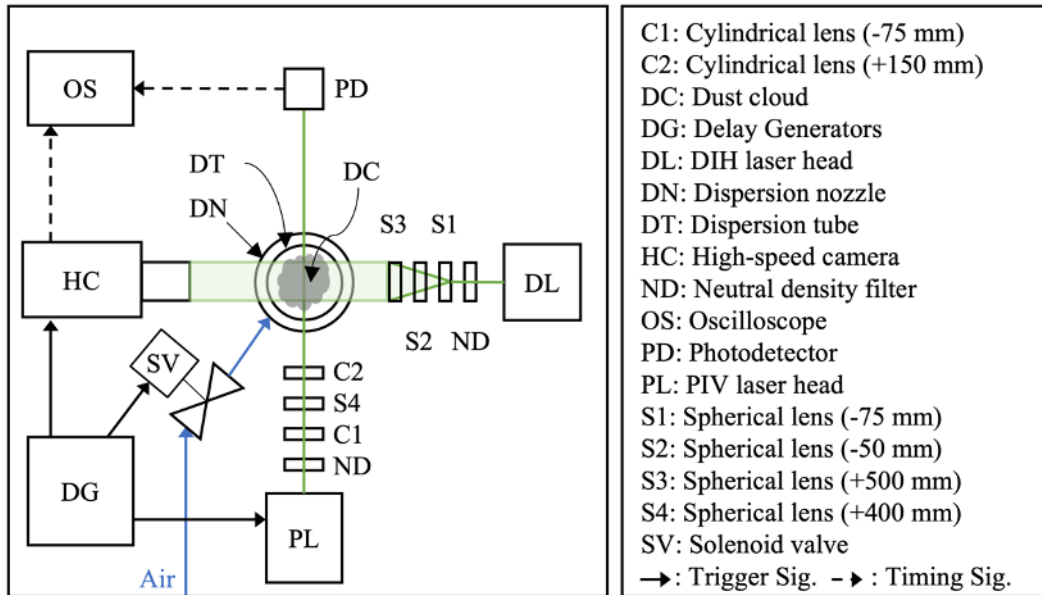 OS
PD
DT
DC
DN
S3 S1
HC
DL
S2 ND
SV
C2
S4
C1
ND
DG
PL
Air
C1: Cylindrical lens (-75 mm)
C2: Cylindrical lens (+150 mm)
DC: Dust cloud
DG: Delay Generators
DL: DIH laser head
DN: Dispersion nozzle
DT: Dispersion tube
HC: High-speed camera
ND: Neutral density filter
OS: Oscilloscope
PD: Photodetector
PL: PIV laser head
S1: Spherical lens (-75 mm)
S2: Spherical lens (-50 mm)
S3: Spherical lens (+500 mm)
S4: Spherical lens (+400 mm)
SV: Solenoid valve
: Trigger Sig. : Timing Sig.